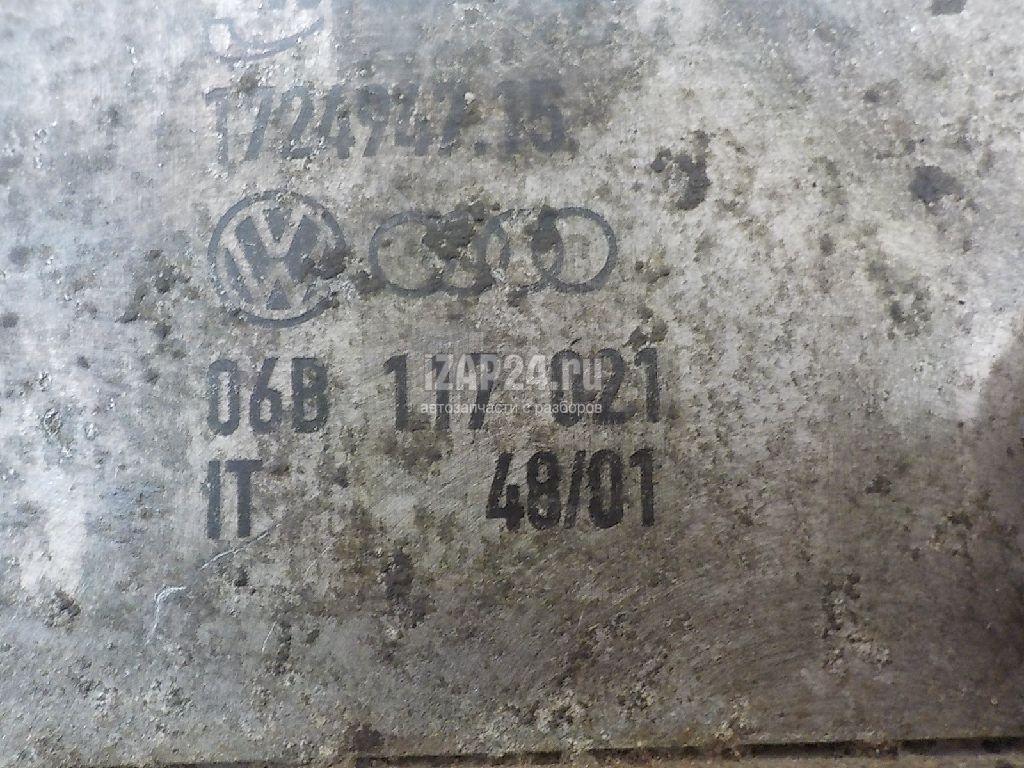 1724947.15
06B 117 021
iZAP24.ru
автозапчасти с разборов
IT 48/01